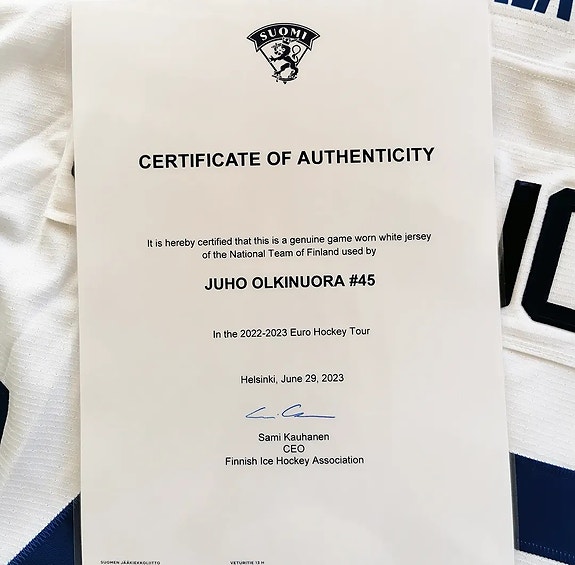 SUOMI
CERTIFICATE OF AUTHENTICITY
It is hereby certified that this is a genuine game worn white jersey
of the National Team of Finland used by
JUHO OLKINUORA #45
In the 2022-2023 Euro Hockey Tour
Helsinki, June 29, 2023
Sami Kauhanen
CEO
Finnish Ice Hockey Association
SUOMEN JÄÄKIEKKOLIITTO
VETURITIE 13 H